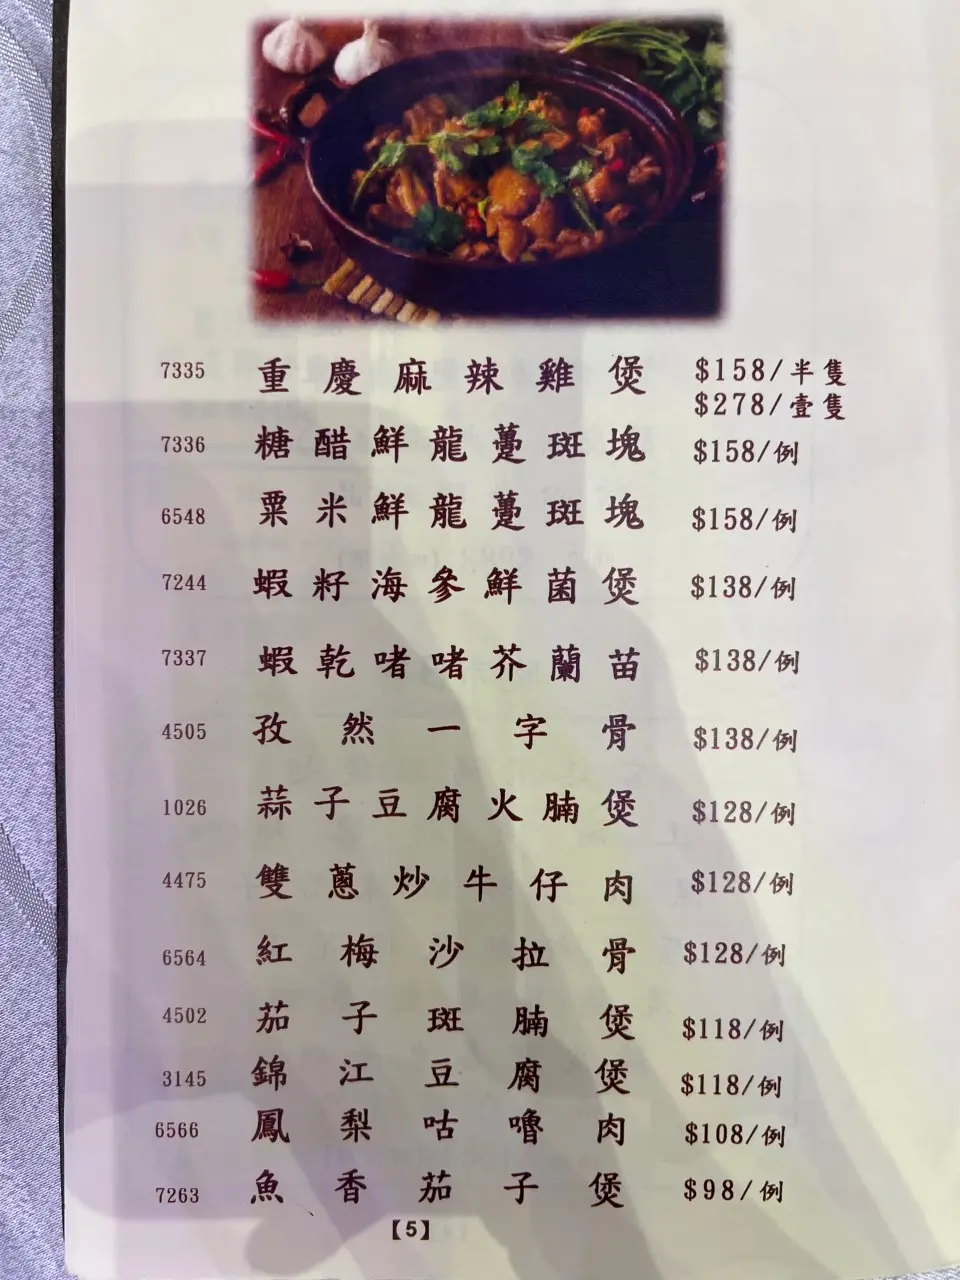 7335 重慶麻辣雞煲 $158/半隻
$278/壹隻
7336 糖醋鮮龍躉斑塊 $158/例
6548 粟米鮮龍躉斑塊 $158/例
7244 蝦籽海參鮮菌煲 $138/例
7337 蝦乾啫啫芥蘭苗 $138/例
4505 孜然一字骨 $138/例
1026 蒜子豆腐火腩煲 $128/例
4475 雙蔥炒牛仔肉 $128/例
6564 紅梅沙拉骨 $128/例
4502 茄子斑腩煲 $118/例
3145 錦江豆腐煲 $118/例
6566 鳳梨咕嚕肉 $108/例
7263 魚香茄子煲 $98/例
【5】